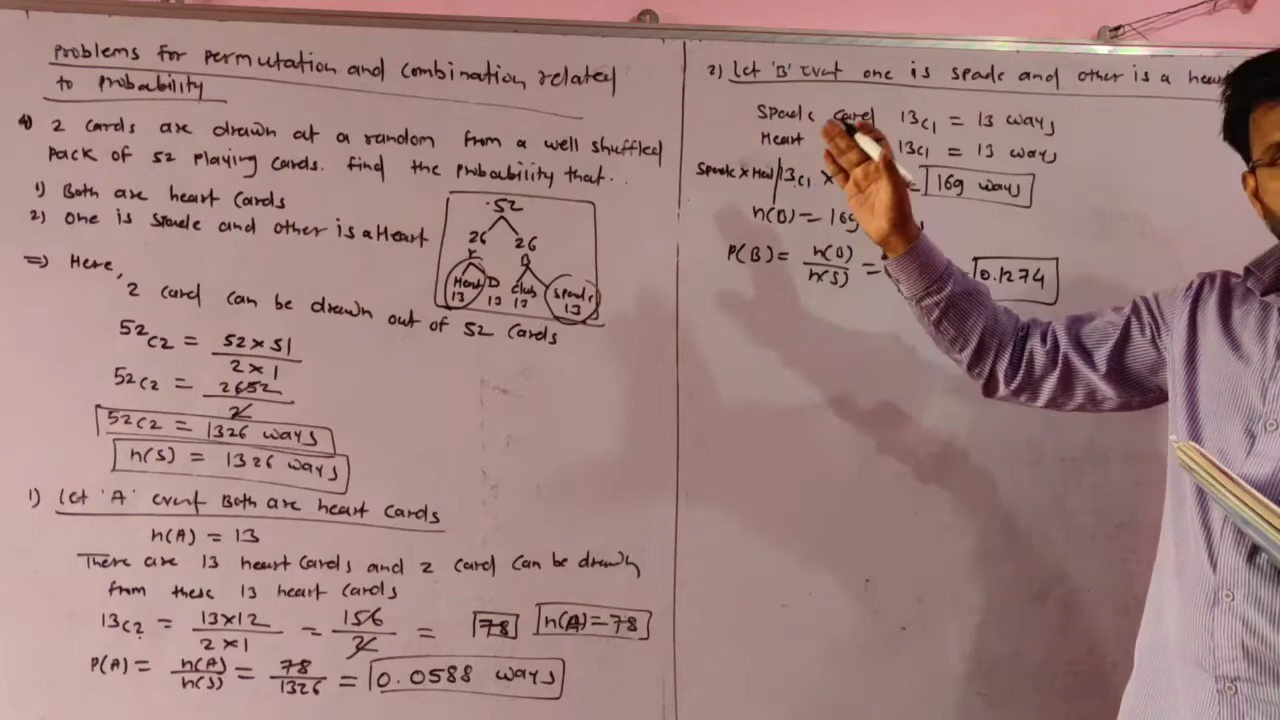 Problems for permutation and combination related
to probability
2 cards are drawn at a random from a well shuffled
pack of 52 playing cards. find the probability that..
1) Both are heart cards
2) one is Spade and other is a Heart
52
26 26
B
Heart D club Spade
13 13 13 13
⇒ Here,
2 card can be drawn out of 52 cards
52C2 = 52×51 / 2×1
52C2 = 2652 / 2
52C2 = 1326 ways
n(S) = 1326 ways
1) Let 'A' event Both are heart cards
n(A) = 13
There are 13 heart cards and 2 card can be drawn
from these 13 heart cards
13C2 = 13×12 / 2×1 = 156 / 2 = 78 n(A) = 78
P(A) = n(A) / n(S) = 78 / 1326 = 0.0588 ways
2) Let 'B' Event one is spade and other is a
Spade card 13C1 = 13 ways
Heart 13C1 = 13 ways
13C1 × = 169 ways
n(B) = 169
P(B) = n(B) / n(S) = 0.1274